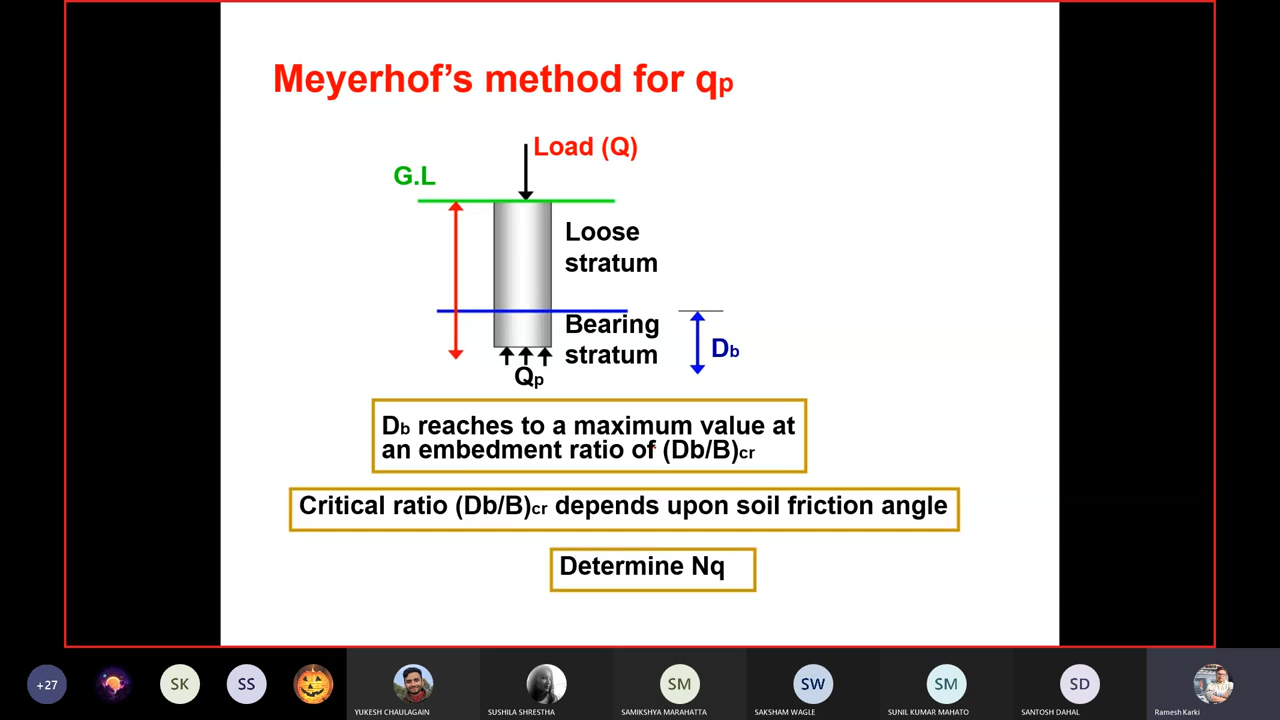 Meyerhof's method for qp
Load (Q)
G.L
Loose
stratum
Bearing
stratum
Db
Qp
Db reaches to a maximum value at
an embedment ratio of (Db/B)cr
Critical ratio (Db/B)cr depends upon soil friction angle
Determine Nq
+27
SK
SS
SM
SW
SM
SD
YUKESH CHAULAGAIN
SUSHILA SHRESTHA
SAMIKSHYA MARAHATTA
SAKSHAM WAGLE
SUNIL KUMAR MAHATO
SANTOSH DAHAL
Ramesh Karki